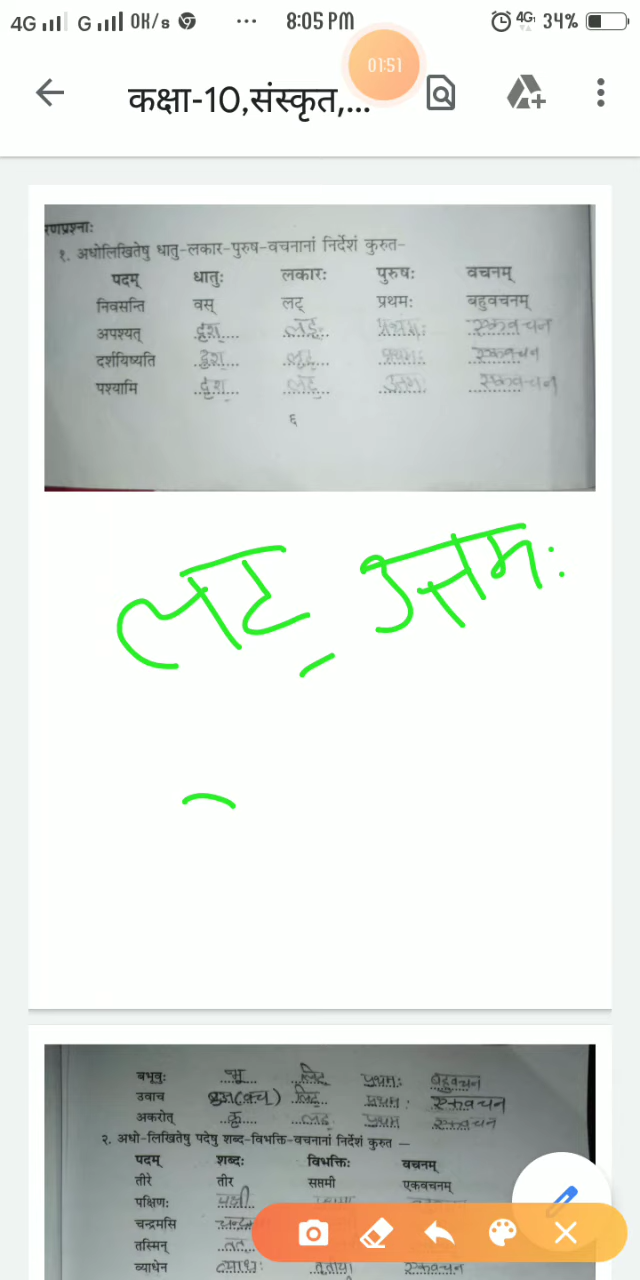 4G G 0K/s ... 8:05 PM 4G 34%
01:51
कक्षा-10,संस्कृत,...
रणप्रश्ना:
१. अधोलिखितेषु धातु-लकार-पुरुष-वचनानां निर्देशं कुरुत-
पदम् धातु: लकार: पुरुष: वचनम्
निवसन्ति वस् लट् प्रथम: बहुवचनम्
अपश्यत् दृश् लङ् प्रथम: एकवचन
दर्शयिष्यति दृश् लृट् प्रथम: एकवचन
पश्यामि दृश् लट् उत्तम: एकवचन
६
लट् उत्तम:
बभूवु: भू लिट् प्रथम: बहुवचन
उवाच ब्रूञ(वच्) लिट् प्रथम: एकवचन
अकरोत् कृ लङ् प्रथम एकवचन
२. अधो-लिखितेषु पदेषु शब्द-विभक्ति-वचनानां निर्देशं कुरुत –
पदम् शब्द: विभक्ति: वचनम्
तीरे तीर सप्तमी एकवचनम्
पक्षिण: पक्षी
चन्द्रमसि
तस्मिन् तत्
व्याधेन व्याध: तृतीया एकवचन